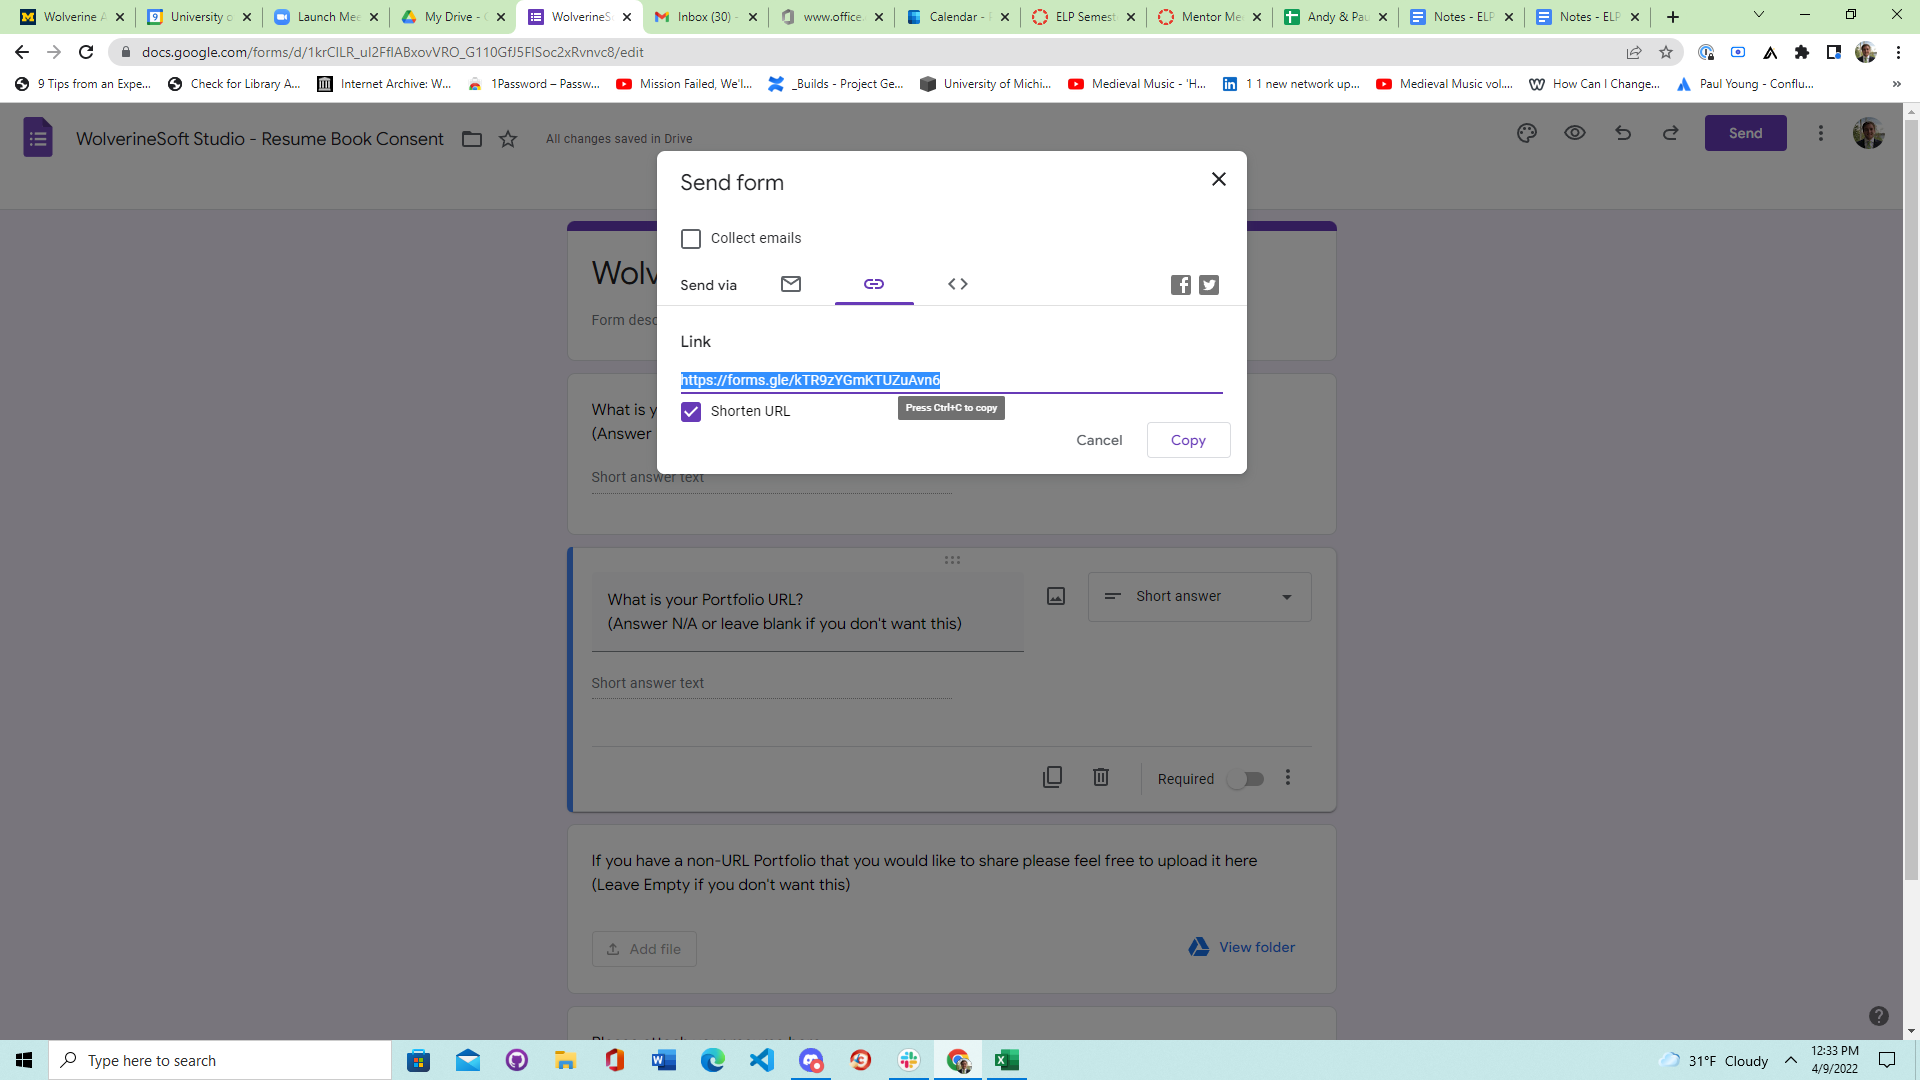 Wolverine A
University o
Launch Mee
My Drive - G
WolverineS
Inbox (30) -
www.office.
Calendar - P
ELP Semest
Mentor Me
Andy & Pau
Notes - ELP
Notes - ELP
docs.google.com/forms/d/1krCILR_uI2FfIABxovVRO_G110GfJ5FISoc2xRvnvc8/edit
9 Tips from an Expe...
Check for Library A...
Internet Archive: W...
1Password – Passw...
Mission Failed, We'l...
_Builds - Project Ge...
University of Michi...
Medieval Music - 'H...
1 1 new network up...
Medieval Music vol....
How Can I Change...
Paul Young - Conflu...
»
WolverineSoft Studio - Resume Book Consent
All changes saved in Drive
Send
Send form
Collect emails
Send via
Link
https://forms.gle/kTR9zYGmKTUZuAvn6
Press Ctrl+C to copy
Shorten URL
Cancel
Copy
Wolv
Form desc
What is y
(Answer
Short answer text
What is your Portfolio URL?
(Answer N/A or leave blank if you don't want this)
Short answer
Short answer text
Required
If you have a non-URL Portfolio that you would like to share please feel free to upload it here
(Leave Empty if you don't want this)
Add file
View folder
Type here to search
31°F Cloudy
12:33 PM
4/9/2022